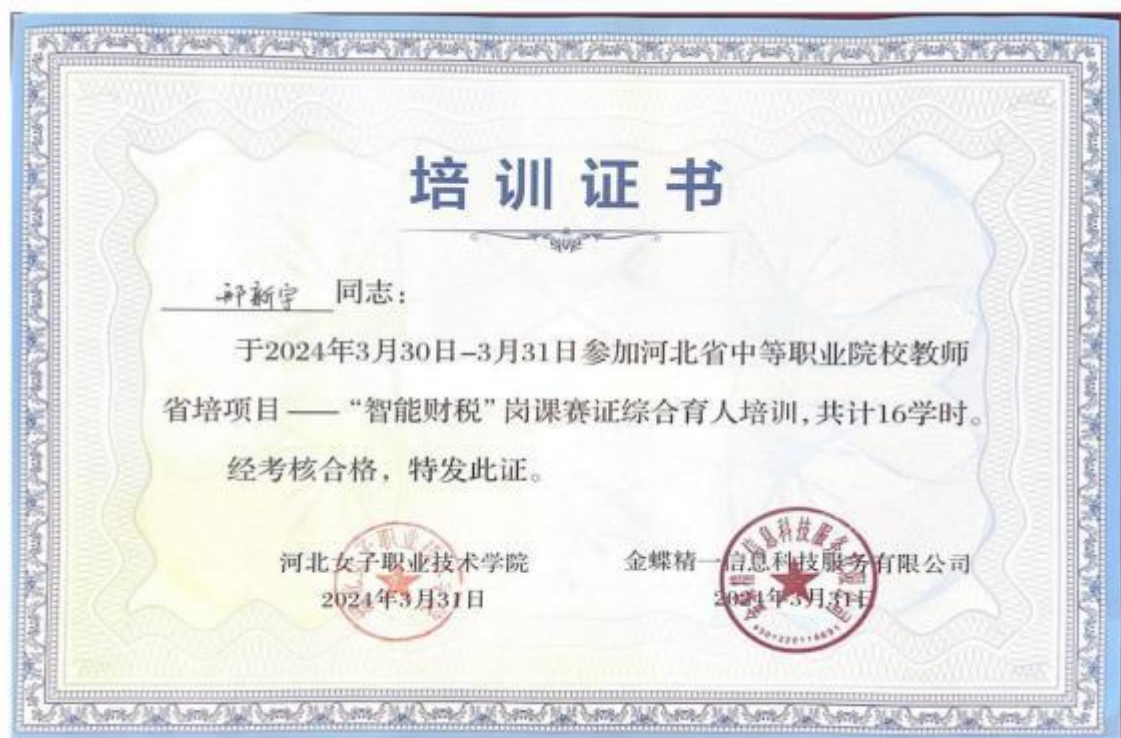 培训证书
新宇 同志：
于2024年3月30日–3月31日参加河北省中等职业院校教师
省培项目——“智能财税”岗课赛证综合育人培训，共计16学时。
经考核合格，特发此证。
河北女子职业技术学院
2024年3月31日
金蝶精一信息科技服务有限公司
2024年3月31日